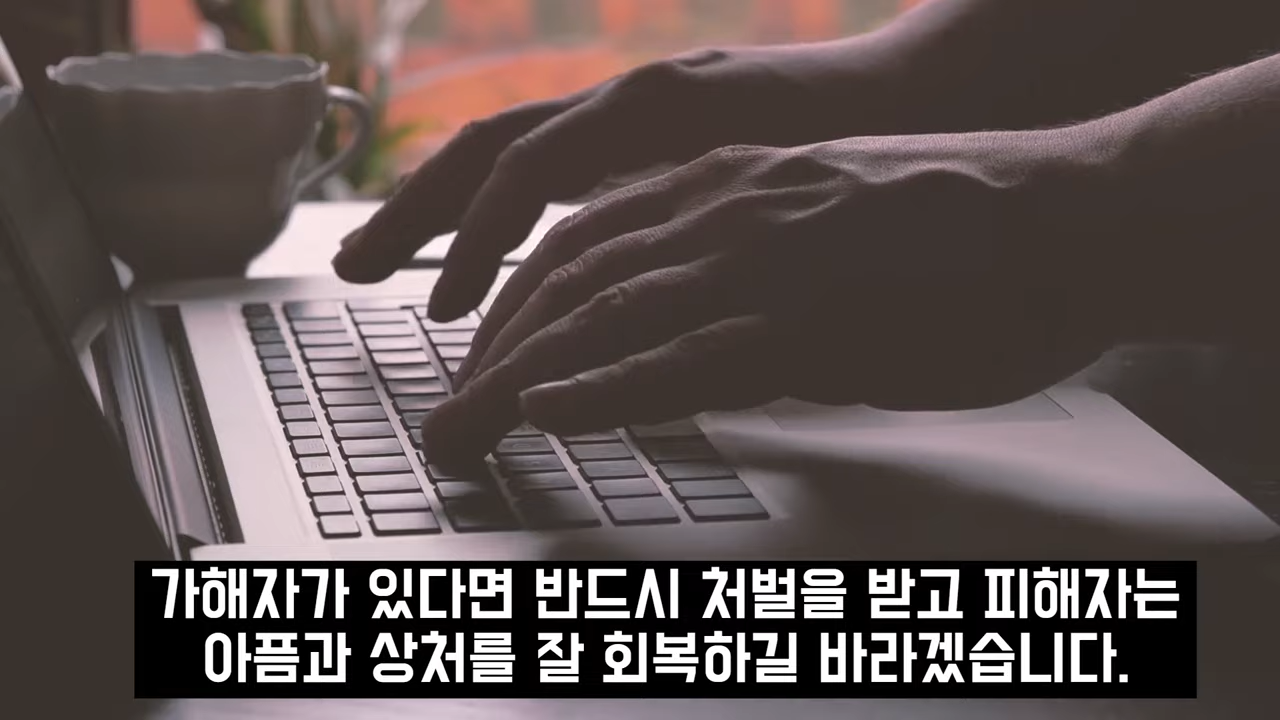 가해자가 있다면 반드시 처벌을 받고 피해자는
아픔과 상처를 잘 회복하길 바라겠습니다.